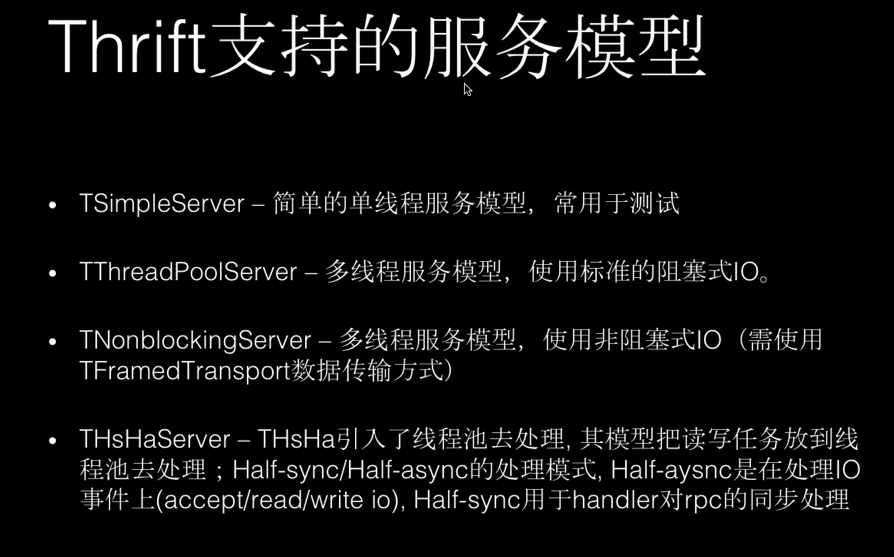 Thrift支持的服务模型
• TSimpleServer – 简单的单线程服务模型，常用于测试
• TThreadPoolServer – 多线程服务模型，使用标准的阻塞式IO。
• TNonblockingServer – 多线程服务模型，使用非阻塞式IO（需使用
TFramedTransport数据传输方式）
• THsHaServer – THsHa引入了线程池去处理, 其模型把读写任务放到线
程池去处理；Half-sync/Half-async的处理模式, Half-aysnc是在处理IO
事件上(accept/read/write io), Half-sync用于handler对rpc的同步处理